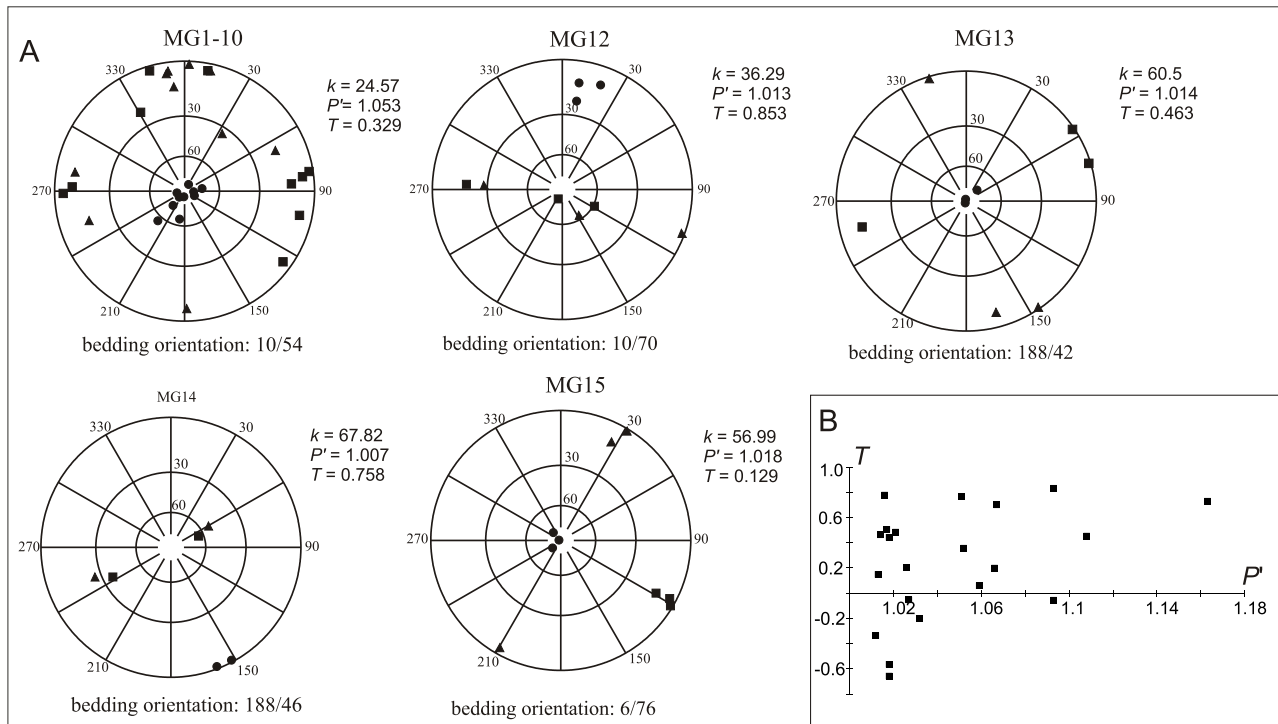 A
MG1-10
330
30
30
60
270
90
210
150
k = 24.57
P'= 1.053
T = 0.329
bedding orientation: 10/54
MG12
330
30
30
60
270
90
210
150
k = 36.29
P' = 1.013
T = 0.853
bedding orientation: 10/70
MG13
330
30
30
60
270
90
210
150
k = 60.5
P' = 1.014
T = 0.463
bedding orientation: 188/42
MG14
330
30
30
60
270
90
210
150
k = 67.82
P' = 1.007
T = 0.758
bedding orientation: 188/46
MG15
330
30
30
60
270
90
210
150
k = 56.99
P' = 1.018
T = 0.129
bedding orientation: 6/76
B
T
1.0
0.6
0.2
-0.2
-0.6
P'
1.02
1.06
1.1
1.14
1.18